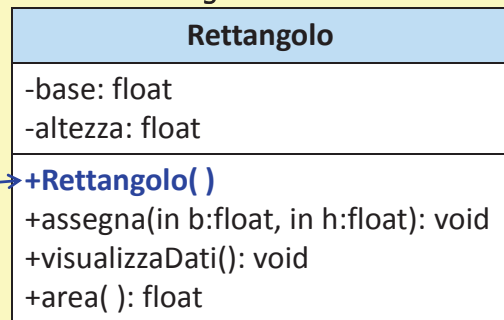 Rettangolo
-base: float
-altezza: float
+Rettangolo( )
+assegna(in b:float, in h:float): void
+visualizzaDati(): void
+area( ): float